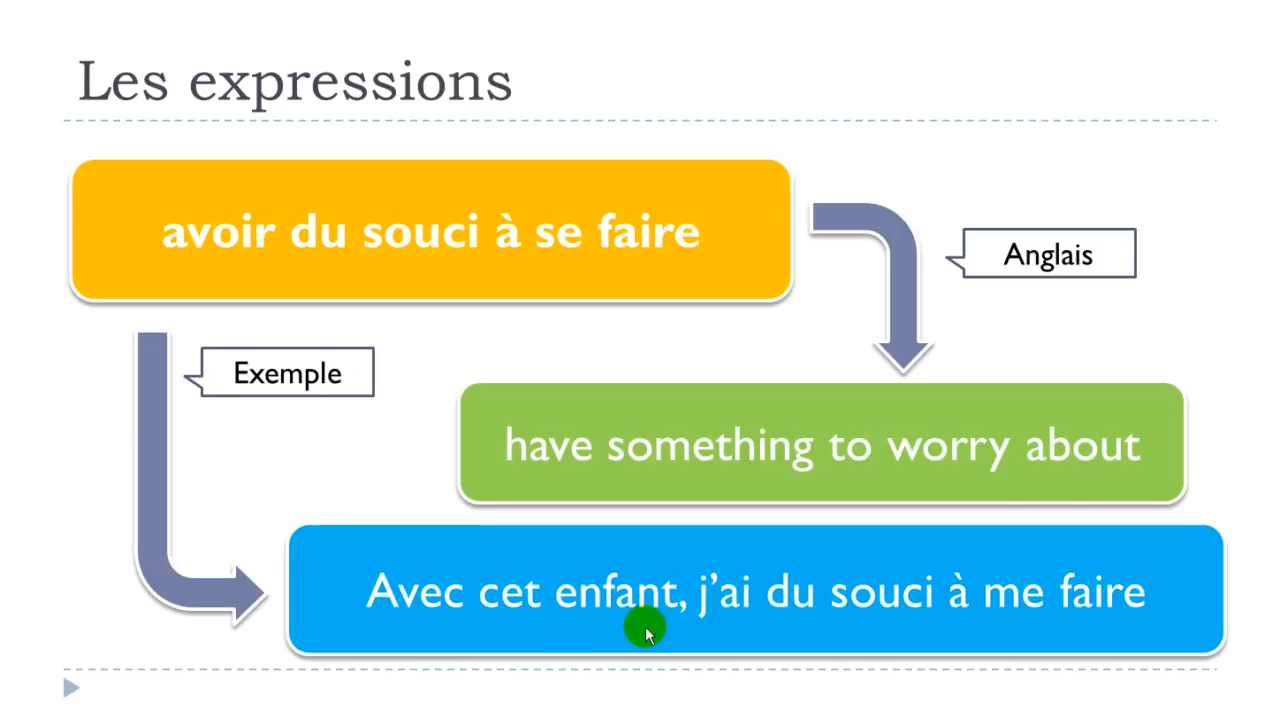 Les expressions
avoir du souci à se faire
Anglais
Exemple
have something to worry about
Avec cet enfant, j’ai du souci à me faire